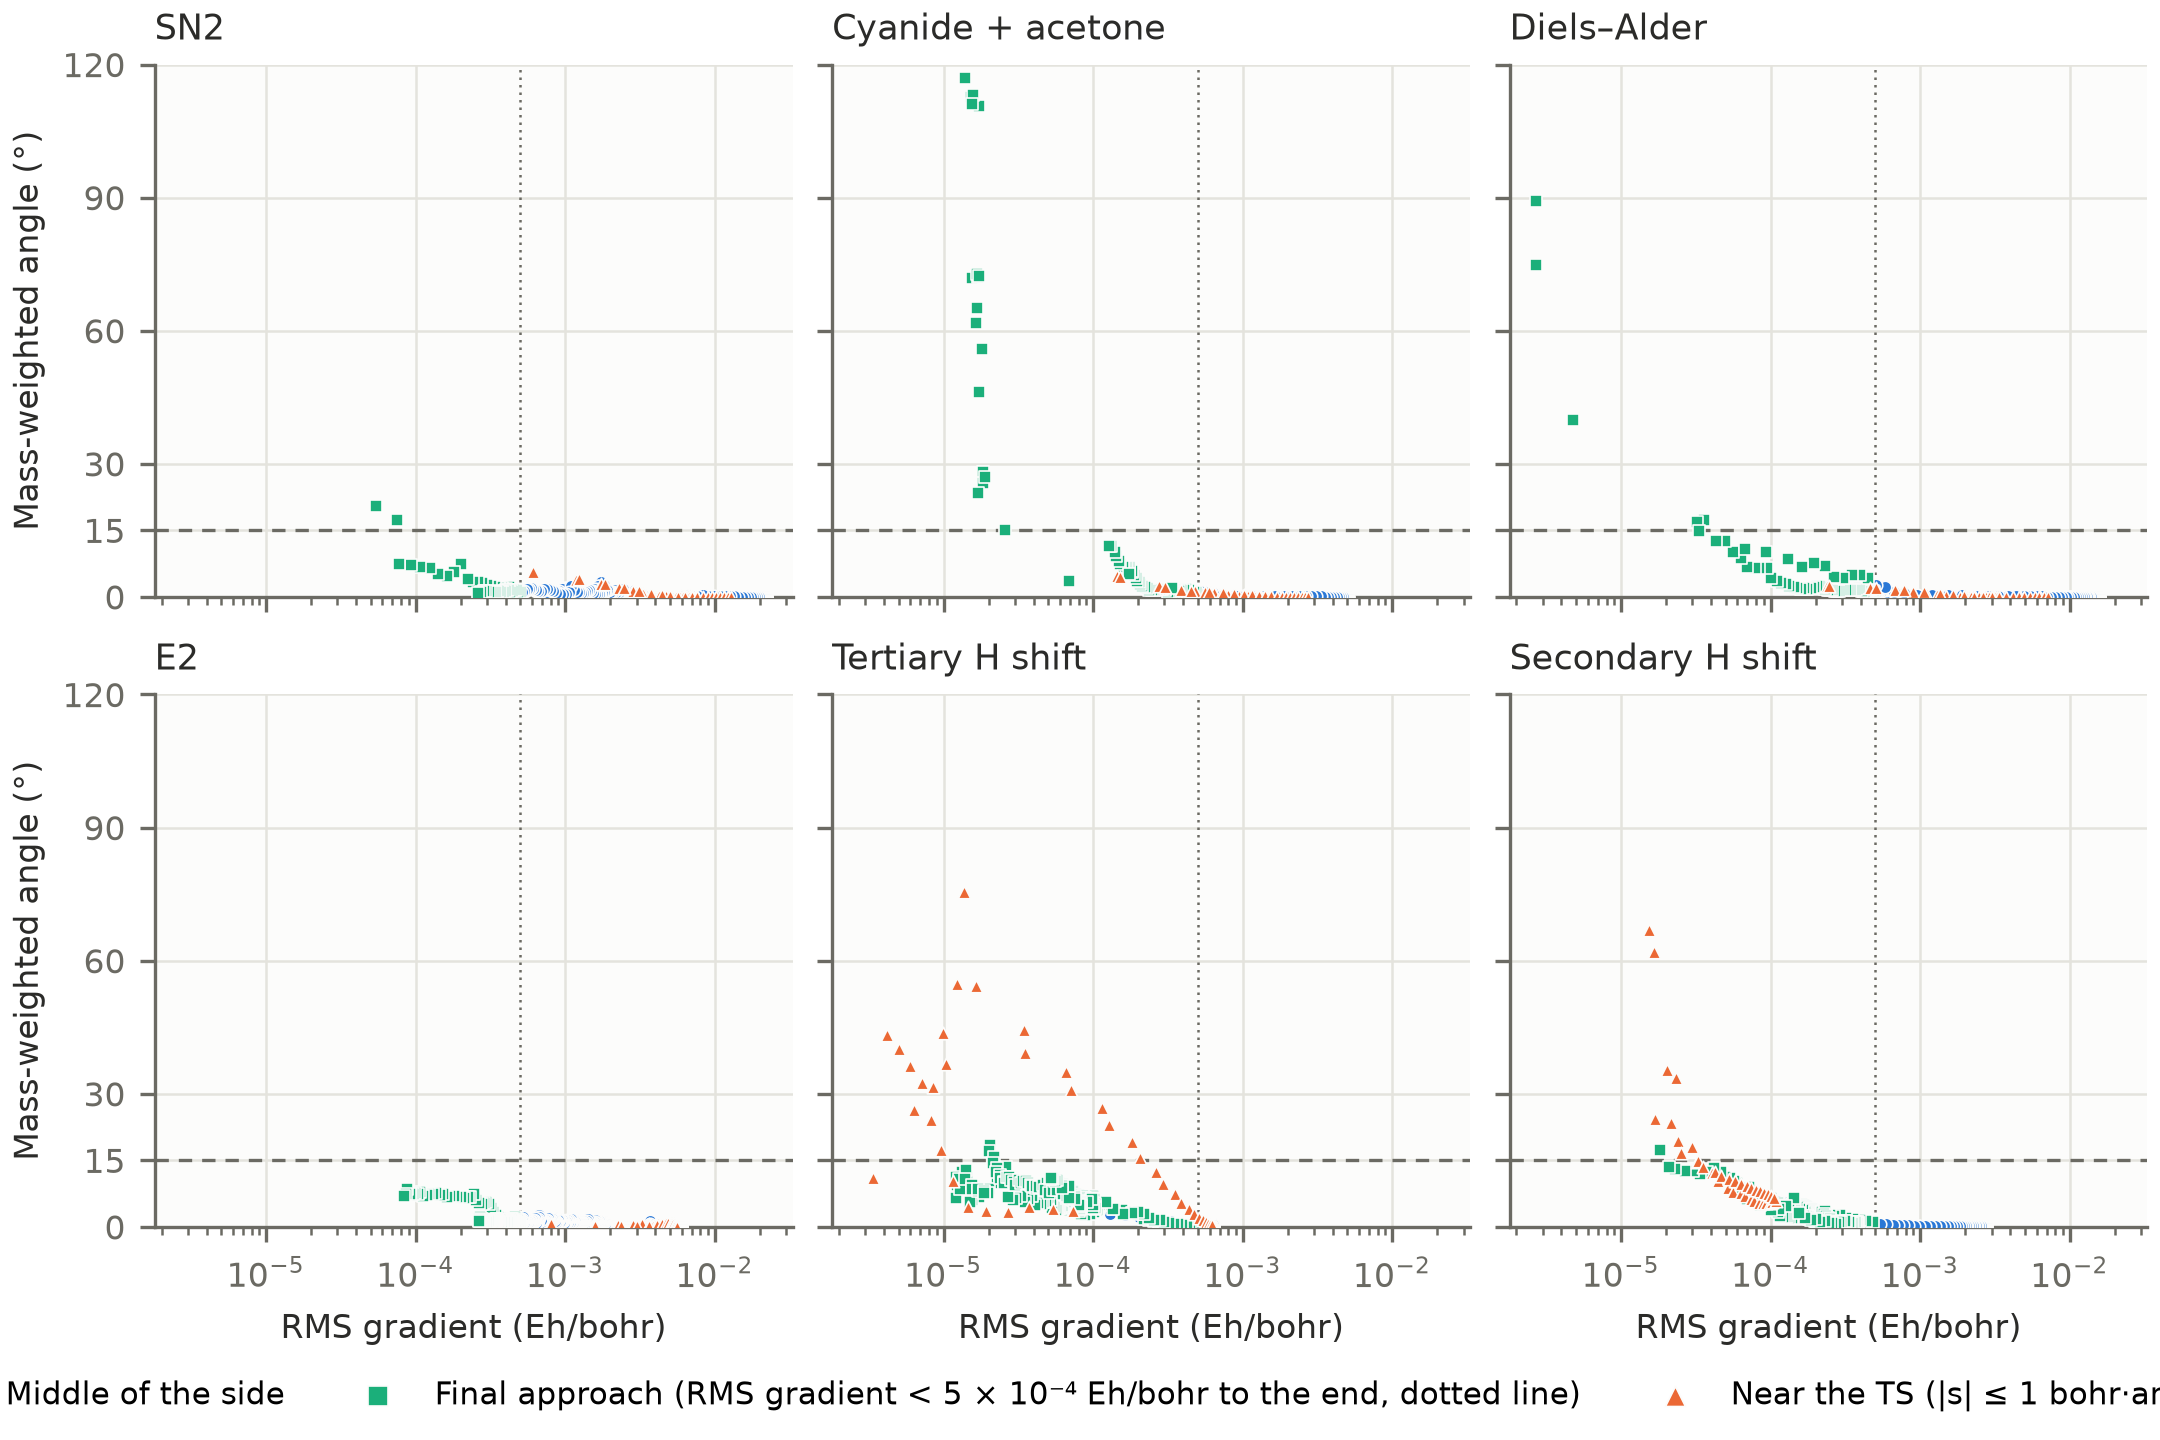 SN2
Cyanide + acetone
Diels–Alder
120
90
60
30
15
0
Mass-weighted angle (°)
E2
Tertiary H shift
Secondary H shift
120
90
60
30
15
0
Mass-weighted angle (°)
10⁻⁵ 10⁻⁴ 10⁻³ 10⁻²
10⁻⁵ 10⁻⁴ 10⁻³ 10⁻²
10⁻⁵ 10⁻⁴ 10⁻³ 10⁻²
RMS gradient (Eh/bohr)
RMS gradient (Eh/bohr)
RMS gradient (Eh/bohr)
Middle of the side
Final approach (RMS gradient < 5 × 10⁻⁴ Eh/bohr to the end, dotted line)
Near the TS (|s| ≤ 1